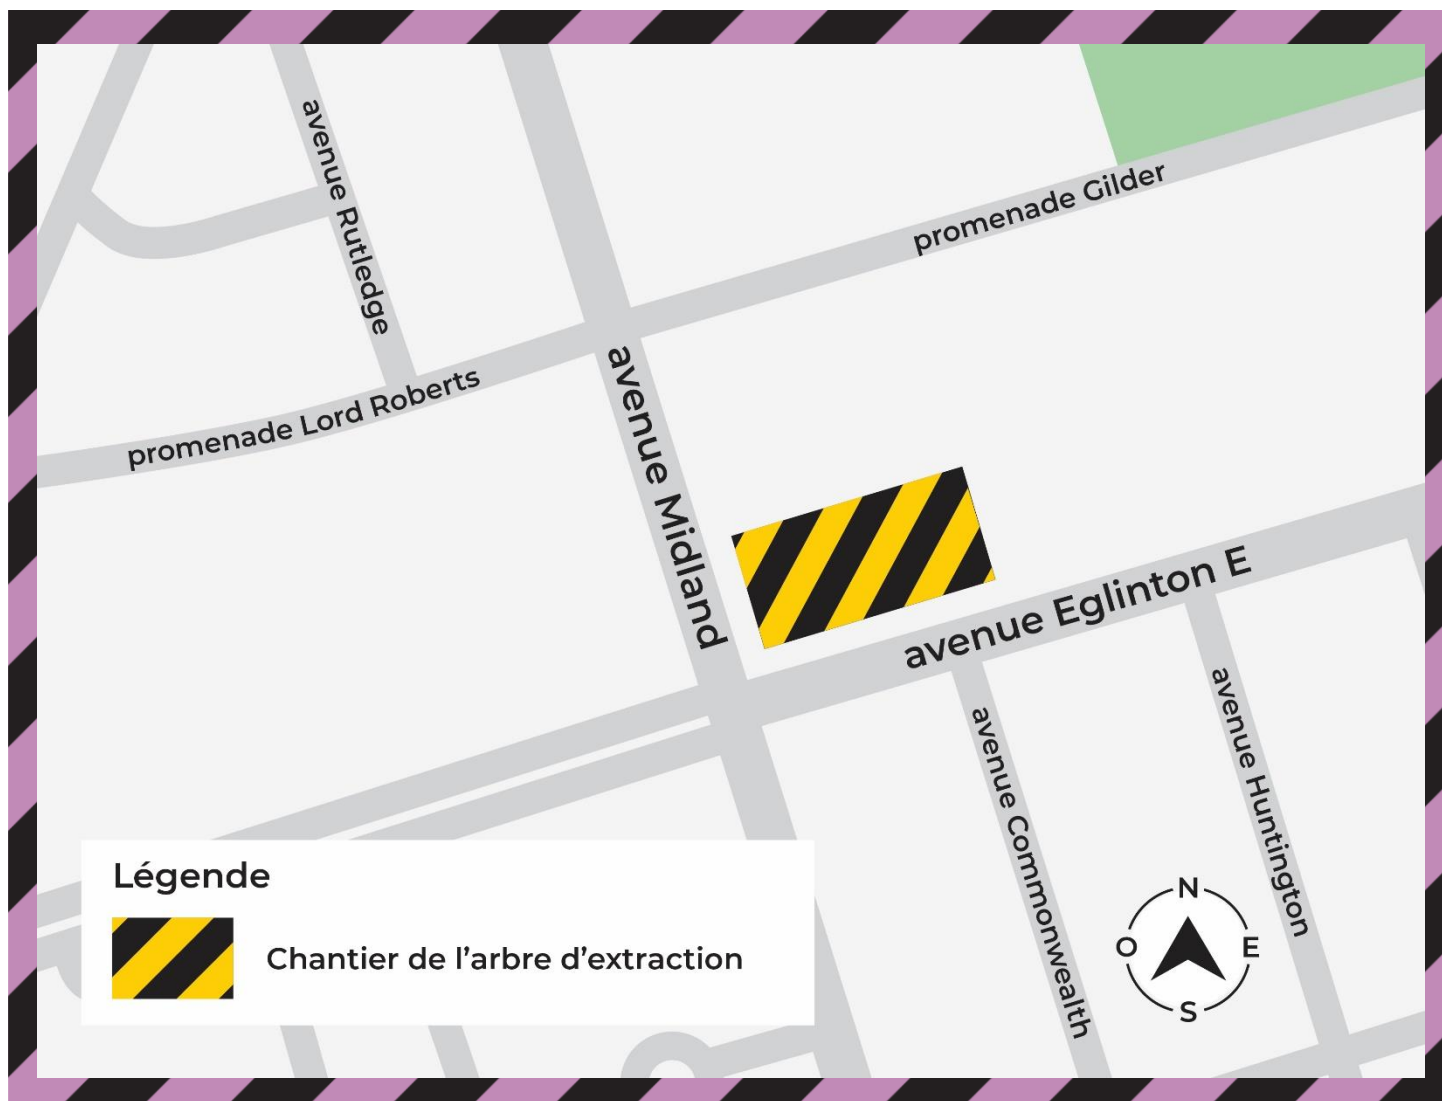 avenue Rutledge
promenade Gilder
promenade Lord Roberts
avenue Midland
avenue Eglinton E
avenue Commonwealth
avenue Huntington
Légende
Chantier de l’arbre d’extraction
N
O
E
S